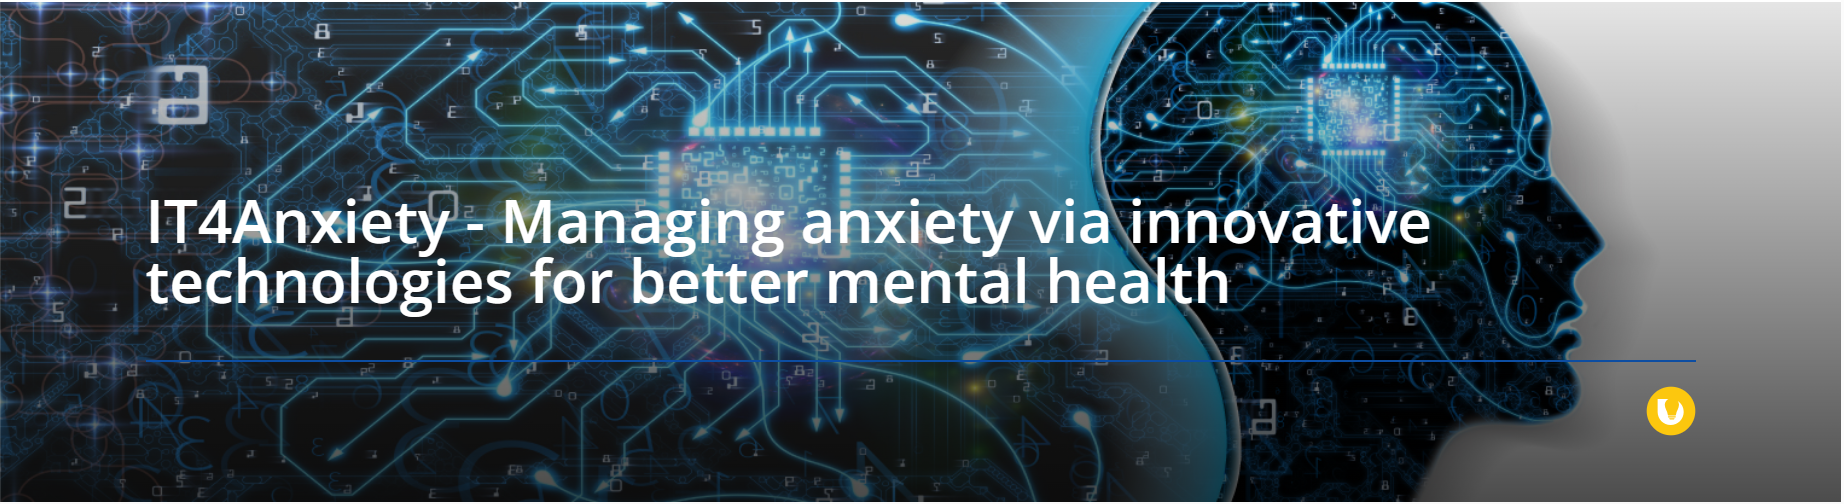 IT4Anxiety - Managing anxiety via innovative
technologies for better mental health